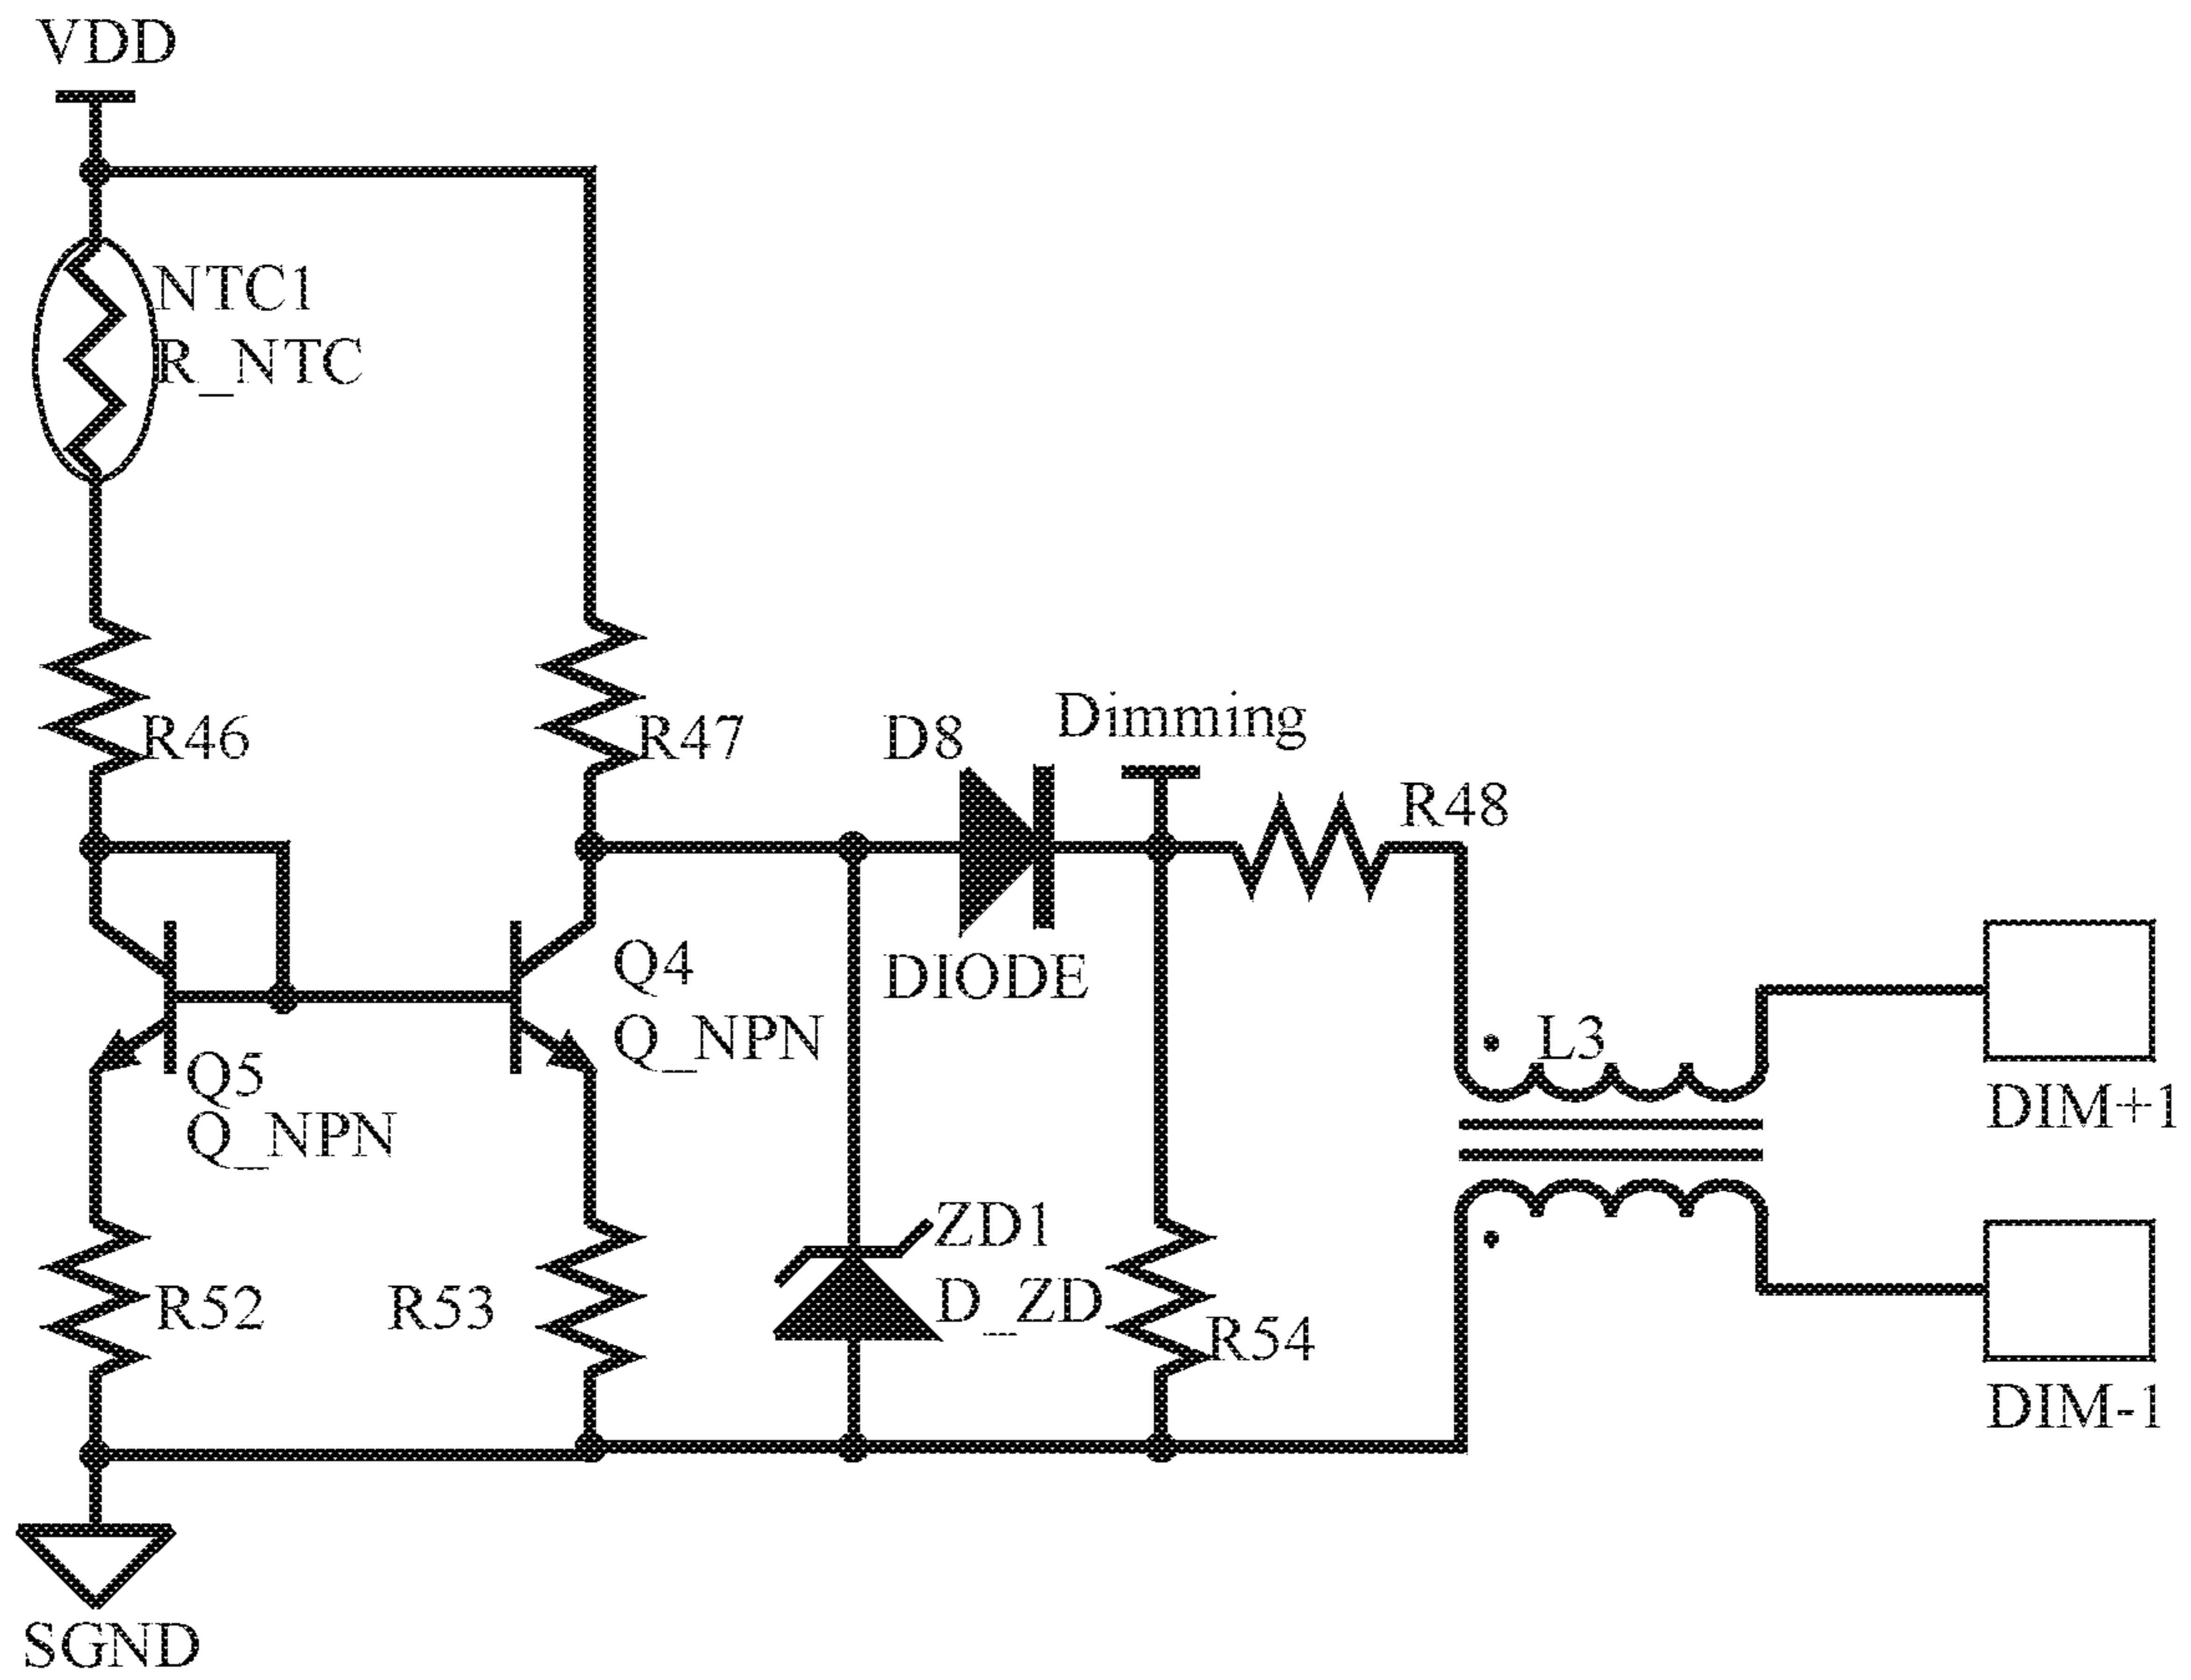 VDD
NTC1
R_NTC
R46
R47
D8
Dimming
R48
DIODE
Q4
Q_NPN
Q5
Q_NPN
L3
DIM+1
ZD1
D_ZD
R52
R53
R54
DIM-1
SGND